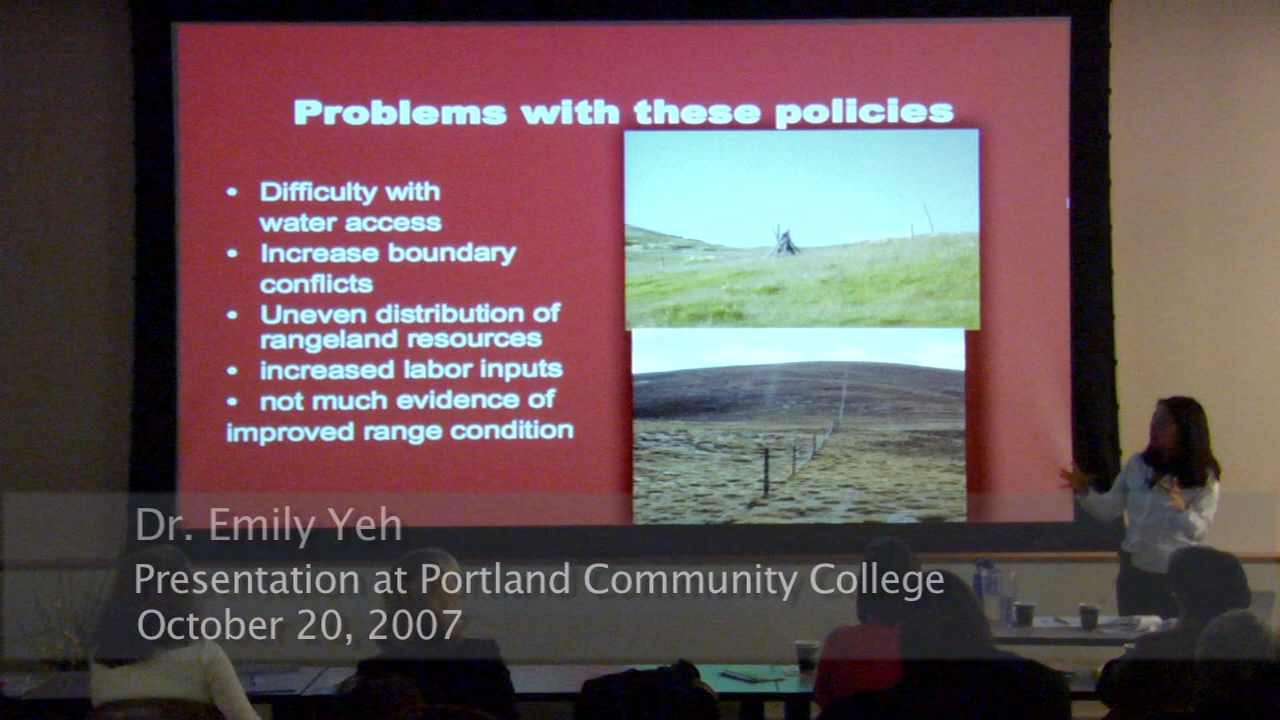 Problems with these policies
• Difficulty with
water access
• Increase boundary
conflicts
• Uneven distribution of
rangeland resources
• increased labor inputs
• not much evidence of
improved range condition
Dr. Emily Yeh
Presentation at Portland Community College
October 20, 2007